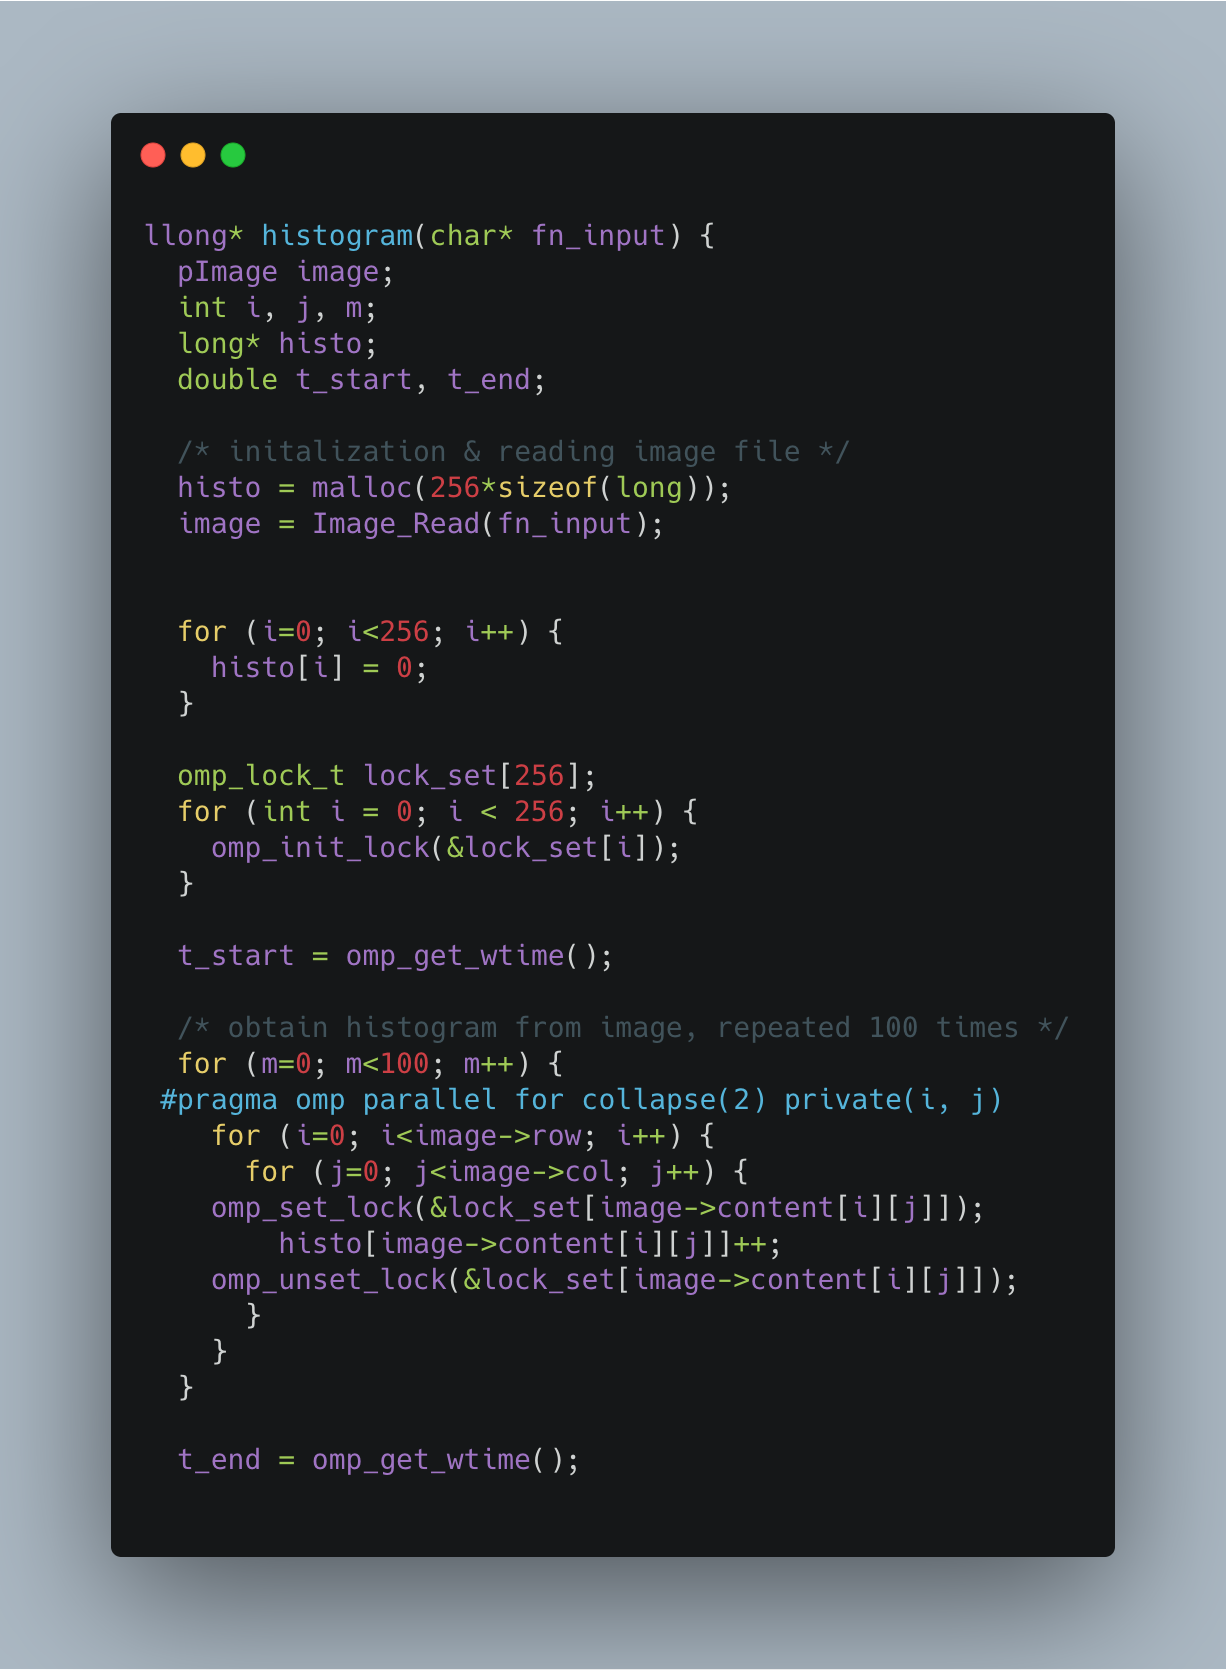 llong* histogram(char* fn_input) {
  pImage image;
  int i, j, m;
  long* histo;
  double t_start, t_end;

  /* initalization & reading image file */
  histo = malloc(256*sizeof(long));
  image = Image_Read(fn_input);


  for (i=0; i<256; i++) {
    histo[i] = 0;
  }

  omp_lock_t lock_set[256];
  for (int i = 0; i < 256; i++) {
    omp_init_lock(&lock_set[i]);
  }

  t_start = omp_get_wtime();

  /* obtain histogram from image, repeated 100 times */
  for (m=0; m<100; m++) {
 #pragma omp parallel for collapse(2) private(i, j)
    for (i=0; i<image->row; i++) {
      for (j=0; j<image->col; j++) {
    omp_set_lock(&lock_set[image->content[i][j]]);
        histo[image->content[i][j]]++;
    omp_unset_lock(&lock_set[image->content[i][j]]);
      }
    }
  }

  t_end = omp_get_wtime();